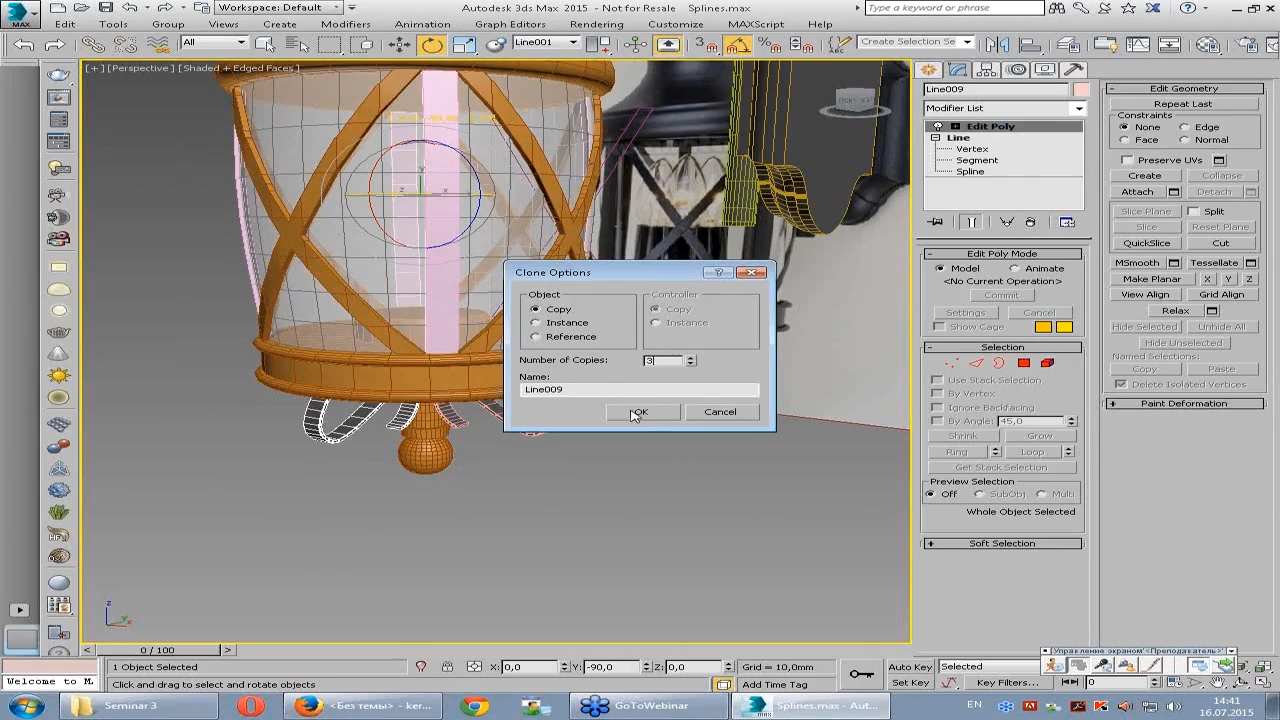 Workspace: Default
Autodesk 3ds Max 2015 - Not for Resale
Splines.max
Type a keyword or phrase
MAX
Edit
Tools
Group
Create
Modifiers
Animation
Rendering
Customize
MAXScript
Help
Line001
Create Selection Se
[+] [Perspective] [Shaded + Edged Faces]
FRONT
Line009
Modifier List
Edit Poly
Line
Vertex
Segment
Spline
Edit Poly Mode
Model
Animate
<No Current Operation>
Commit
Settings
Cancel
Show Cage
Selection
Use Stack Selection
By Vertex
Ignore Backfacing
By Angle:
45,0
Shrink
Grow
Ring
Loop
Get Stack Selection
Preview Selection
Off
SubObj
Multi
Whole Object Selected
Soft Selection
Edit Geometry
Repeat Last
Constraints
None
Edge
Face
Normal
Preserve UVs
Create
Collapse
Attach
Detach
Slice Plane
Split
Slice
Reset Plane
QuickSlice
Cut
MSmooth
Tessellate
Make Planar
X
Y
Z
View Align
Grid Align
Relax
Hide Selected
Unhide All
Hide Unselected
Named Selections:
Copy
Paste
Delete Isolated Vertices
Paint Deformation
Clone Options
Object
Copy
Instance
Reference
Controller
Copy
Instance
Number of Copies:
3
Name:
Line009
OK
Cancel
z
x
y
0 / 100
Управление экраном"<Преподаватель>"
1 Object Selected
X: 0,0
Y: -90,0
Z: 0,0
Grid = 10,0mm
Auto Key
Selected
Welcome to M
Click and drag to select and rotate objects
Add Time Tag
Set Key
Key Filters...
0
Seminar 3
<Без темы> - ker...
GoToWebinar
Splines.max - Aut...
EN
14:41
16.07.2015